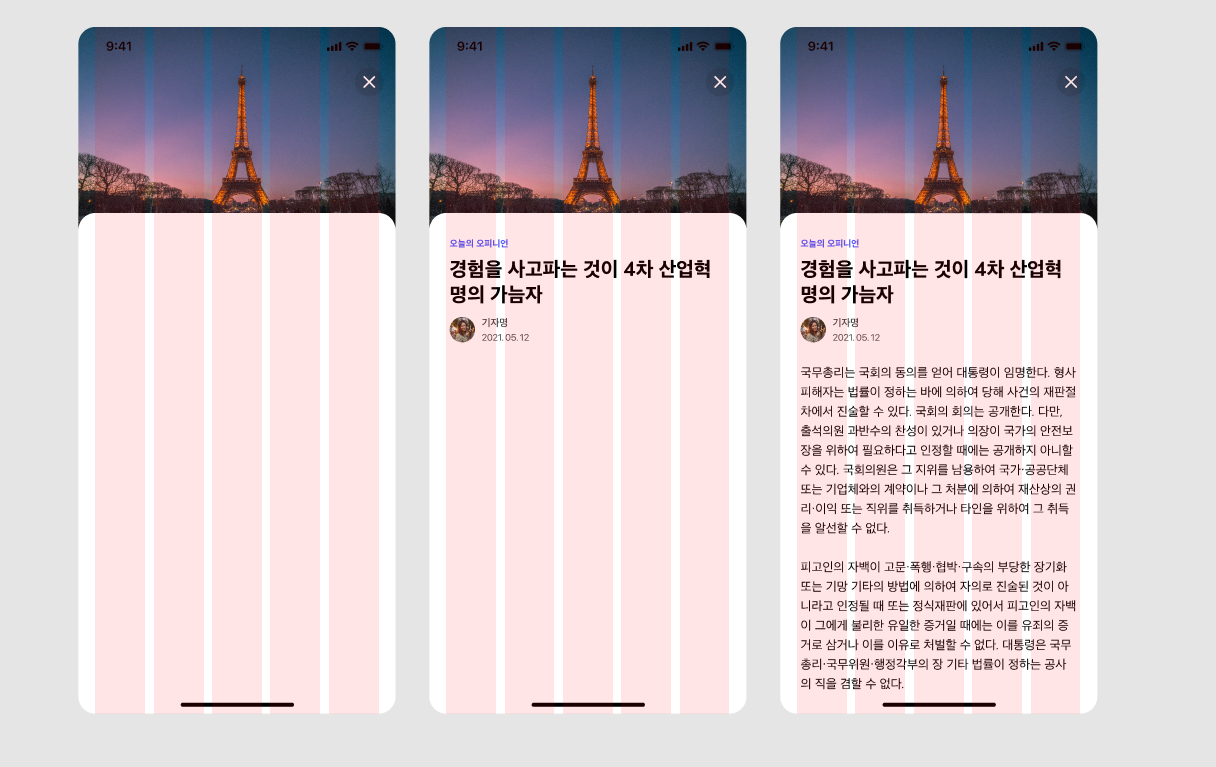 9:41
9:41
오늘의 오피니언
경험을 사고파는 것이 4차 산업혁
명의 가늠자
기자명
2021. 05. 12
9:41
오늘의 오피니언
경험을 사고파는 것이 4차 산업혁
명의 가늠자
기자명
2021. 05. 12
국무총리는 국회의 동의를 얻어 대통령이 임명한다. 형사
피해자는 법률이 정하는 바에 의하여 당해 사건의 재판절
차에서 진술할 수 있다. 국회의 회의는 공개한다. 다만,
출석의원 과반수의 찬성이 있거나 의장이 국가의 안전보
장을 위하여 필요하다고 인정할 때에는 공개하지 아니할
수 있다. 국회의원은 그 지위를 남용하여 국가·공공단체
또는 기업체와의 계약이나 그 처분에 의하여 재산상의 권
리·이익 또는 직위를 취득하거나 타인을 위하여 그 취득
을 알선할 수 없다.
피고인의 자백이 고문·폭행·협박·구속의 부당한 장기화
또는 기망 기타의 방법에 의하여 자의로 진술된 것이 아
니라고 인정될 때 또는 정식재판에 있어서 피고인의 자백
이 그에게 불리한 유일한 증거일 때에는 이를 유죄의 증
거로 삼거나 이를 이유로 처벌할 수 없다. 대통령은 국무
총리·국무위원·행정각부의 장 기타 법률이 정하는 공사
의 직을 겸할 수 없다.